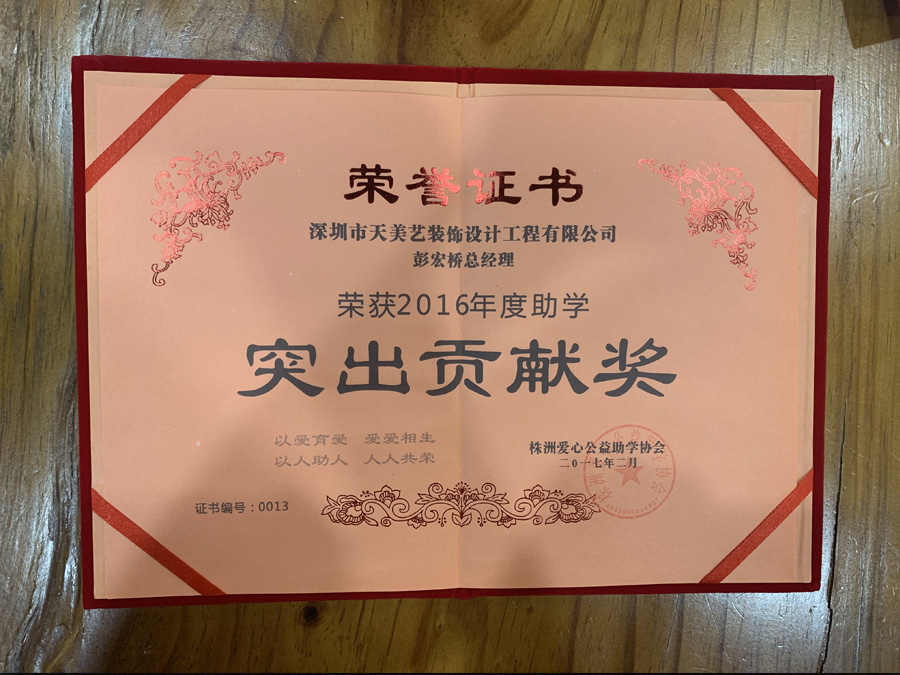 荣誉证书
深圳市天美艺装饰设计工程有限公司
彭宏桥总经理
荣获2016年度助学
突出贡献奖
以爱育爱 爱爱相生
以人助人 人人共荣
株洲爱心公益助学协会
二0一七年二月
证书编号：0013